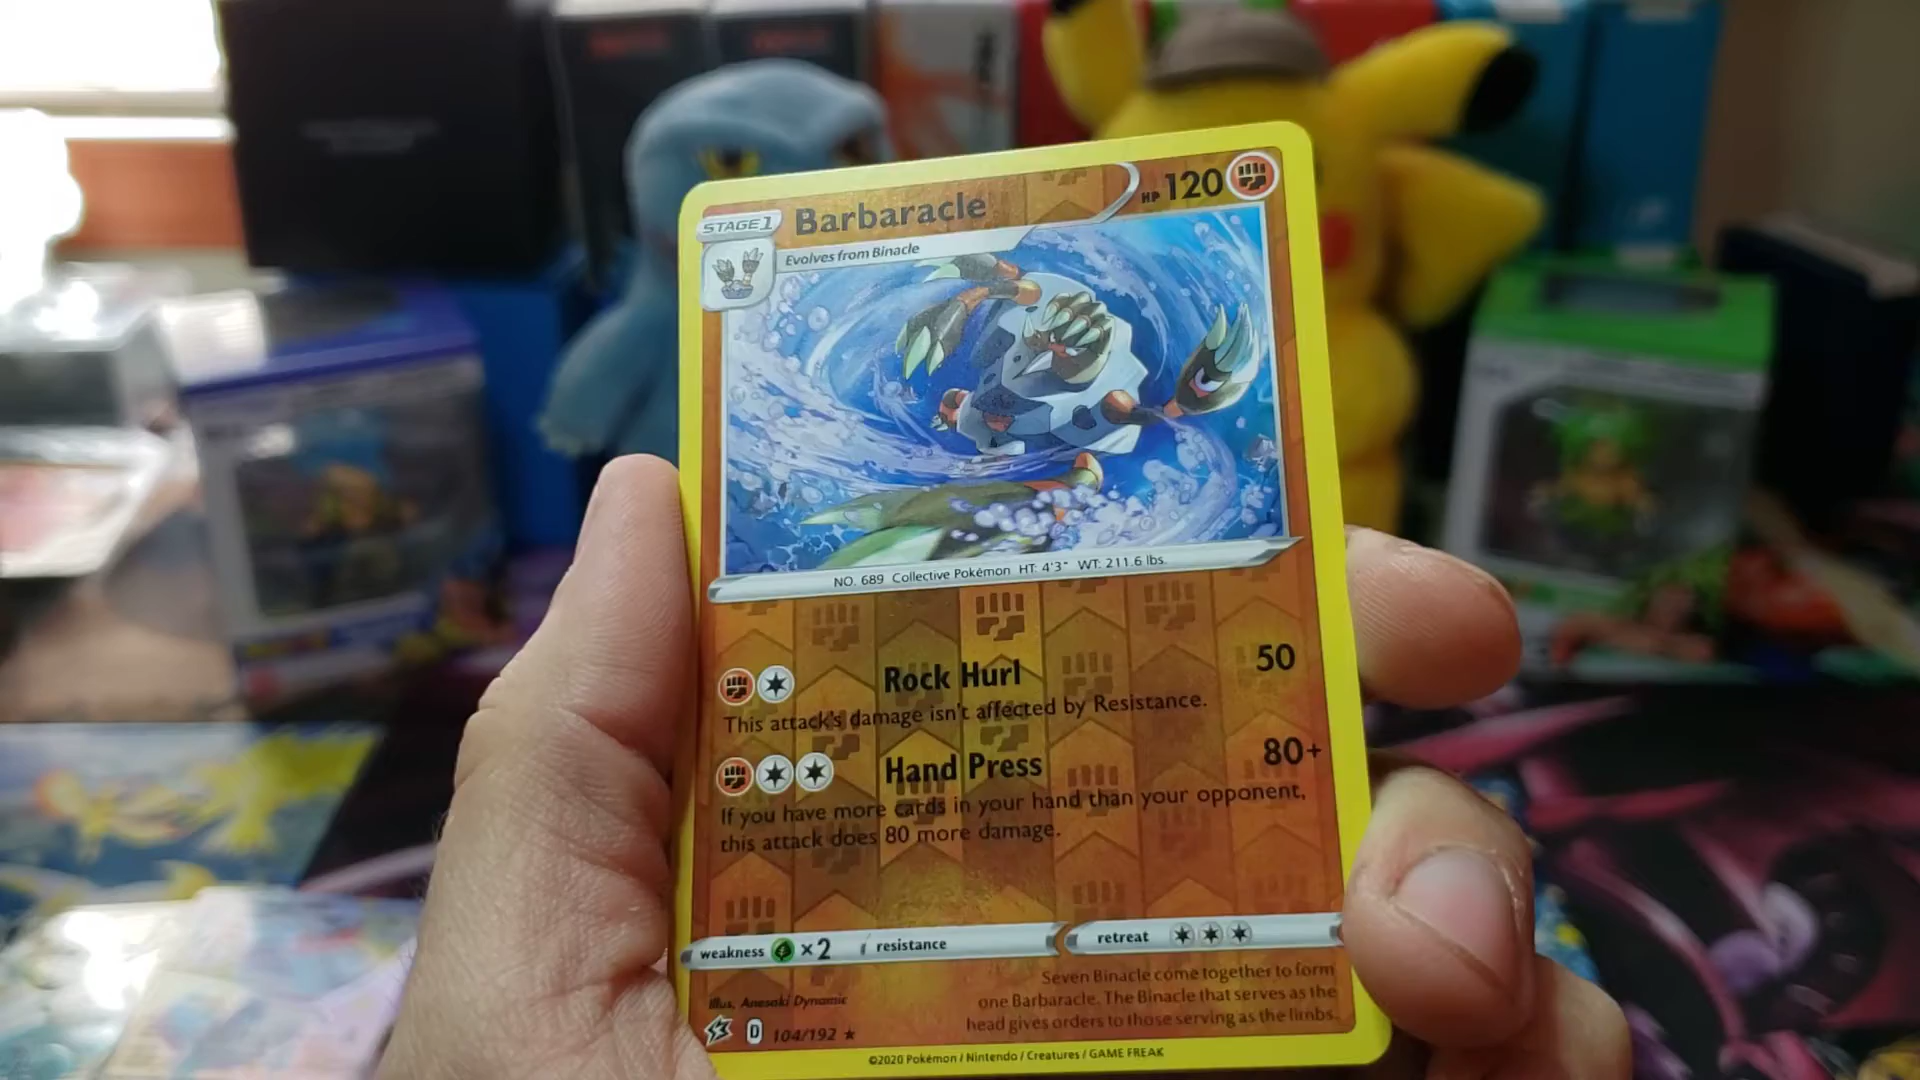 STAGE 1
Barbaracle
HP 120
Evolves from Binacle
NO. 689 Collective Pokémon HT: 4'3" WT: 211.6 lbs.
Rock Hurl 50
This attack's damage isn't affected by Resistance.
Hand Press 80+
If you have more cards in your hand than your opponent,
this attack does 80 more damage.
weakness ×2 resistance retreat
Seven Binacle come together to form
one Barbaracle. The Binacle that serves as the
head gives orders to those serving as the limbs.
Illus. Anesaki Dynamic
D 104/192 ★
©2020 Pokémon / Nintendo / Creatures / GAME FREAK